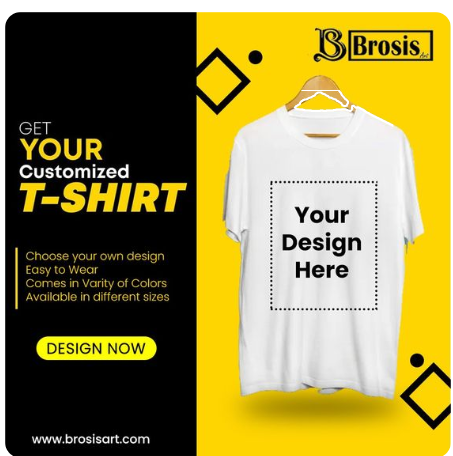 Brosis
Art
GET
YOUR
Customized
T-SHIRT
Your
Design
Here
Choose your own design
Easy to Wear
Comes in Varity of Colors
Available in different sizes
DESIGN NOW
www.brosisart.com